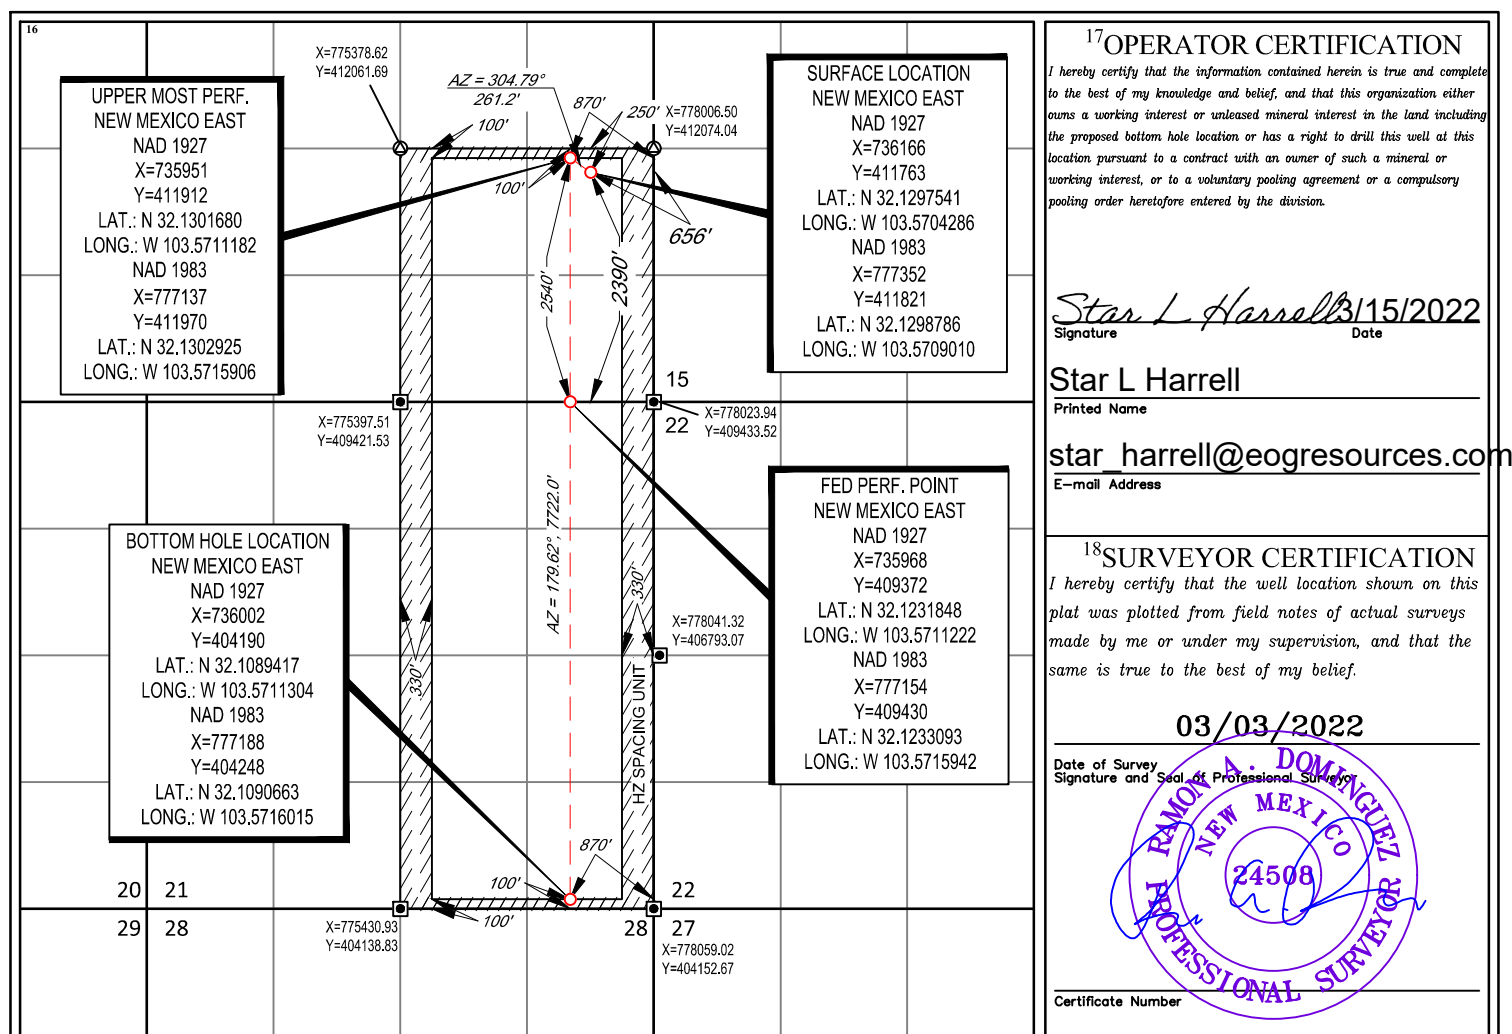 16
X=775378.62
Y=412061.69
AZ = 304.79°
261.2'
870'
250'
100'
X=778006.50
Y=412074.04
UPPER MOST PERF.
NEW MEXICO EAST
NAD 1927
X=735951
Y=411912
LAT.: N 32.1301680
LONG.: W 103.5711182
NAD 1983
X=777137
Y=411970
LAT.: N 32.1302925
LONG.: W 103.5715906
SURFACE LOCATION
NEW MEXICO EAST
NAD 1927
X=736166
Y=411763
LAT.: N 32.1297541
LONG.: W 103.5704286
NAD 1983
X=777352
Y=411821
LAT.: N 32.1298786
LONG.: W 103.5709010
100'
656'
2540'
2390'
15
22
X=775397.51
Y=409421.53
X=778023.94
Y=409433.52
FED PERF. POINT
NEW MEXICO EAST
NAD 1927
X=735968
Y=409372
LAT.: N 32.1231848
LONG.: W 103.5711222
NAD 1983
X=777154
Y=409430
LAT.: N 32.1233093
LONG.: W 103.5715942
BOTTOM HOLE LOCATION
NEW MEXICO EAST
NAD 1927
X=736002
Y=404190
LAT.: N 32.1089417
LONG.: W 103.5711304
NAD 1983
X=777188
Y=404248
LAT.: N 32.1090663
LONG.: W 103.5716015
AZ = 179.62°, 7722.0'
330'
330'
HZ SPACING UNIT
X=778041.32
Y=406793.07
870'
100'
100'
20 21
29 28
22
28 27
X=775430.93
Y=404138.83
X=778059.02
Y=404152.67
17 OPERATOR CERTIFICATION
I hereby certify that the information contained herein is true and complete
to the best of my knowledge and belief, and that this organization either
owns a working interest or unleased mineral interest in the land including
the proposed bottom hole location or has a right to drill this well at this
location pursuant to a contract with an owner of such a mineral or
working interest, or to a voluntary pooling agreement or a compulsory
pooling order heretofore entered by the division.
Star L Harrell 3/15/2022
Signature Date
Star L Harrell
Printed Name
star_harrell@eogresources.com
E-mail Address
18 SURVEYOR CERTIFICATION
I hereby certify that the well location shown on this
plat was plotted from field notes of actual surveys
made by me or under my supervision, and that the
same is true to the best of my belief.
03/03/2022
Date of Survey
Signature and Seal of Professional Surveyor
RAMON A. DOMINGUEZ
NEW MEXICO
24508
PROFESSIONAL SURVEYOR
Certificate Number